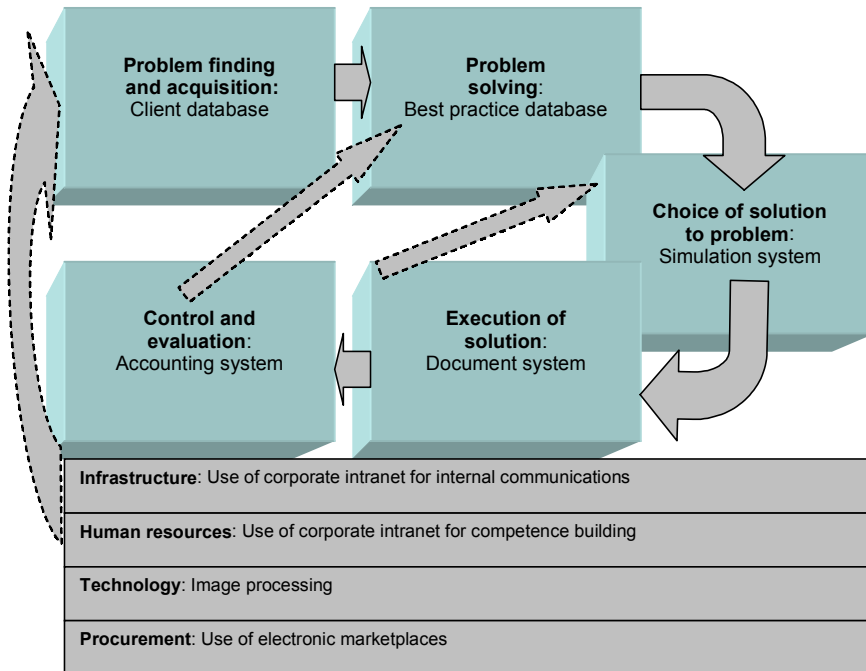 Problem finding
and acquisition:
Client database
Problem
solving:
Best practice database
Choice of solution
to problem:
Simulation system
Control and
evaluation:
Accounting system
Execution of
solution:
Document system
Infrastructure: Use of corporate intranet for internal communications
Human resources: Use of corporate intranet for competence building
Technology: Image processing
Procurement: Use of electronic marketplaces